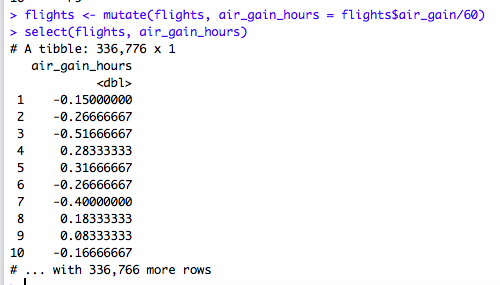 > flights <- mutate(flights, air_gain_hours = flights$air_gain/60)
> select(flights, air_gain_hours)
# A tibble: 336,776 x 1
air_gain_hours
<dbl>
1 -0.15000000
2 -0.26666667
3 -0.51666667
4 0.28333333
5 0.31666667
6 -0.26666667
7 -0.40000000
8 0.18333333
9 0.08333333
10 -0.16666667
# ... with 336,766 more rows